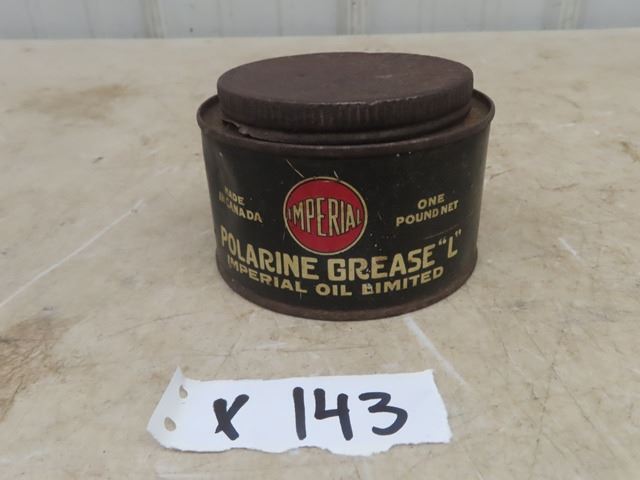 MADE
IN CANADA
IMPERIAL
ONE
POUND NET
POLARINE GREASE "L"
IMPERIAL OIL LIMITED
X 143